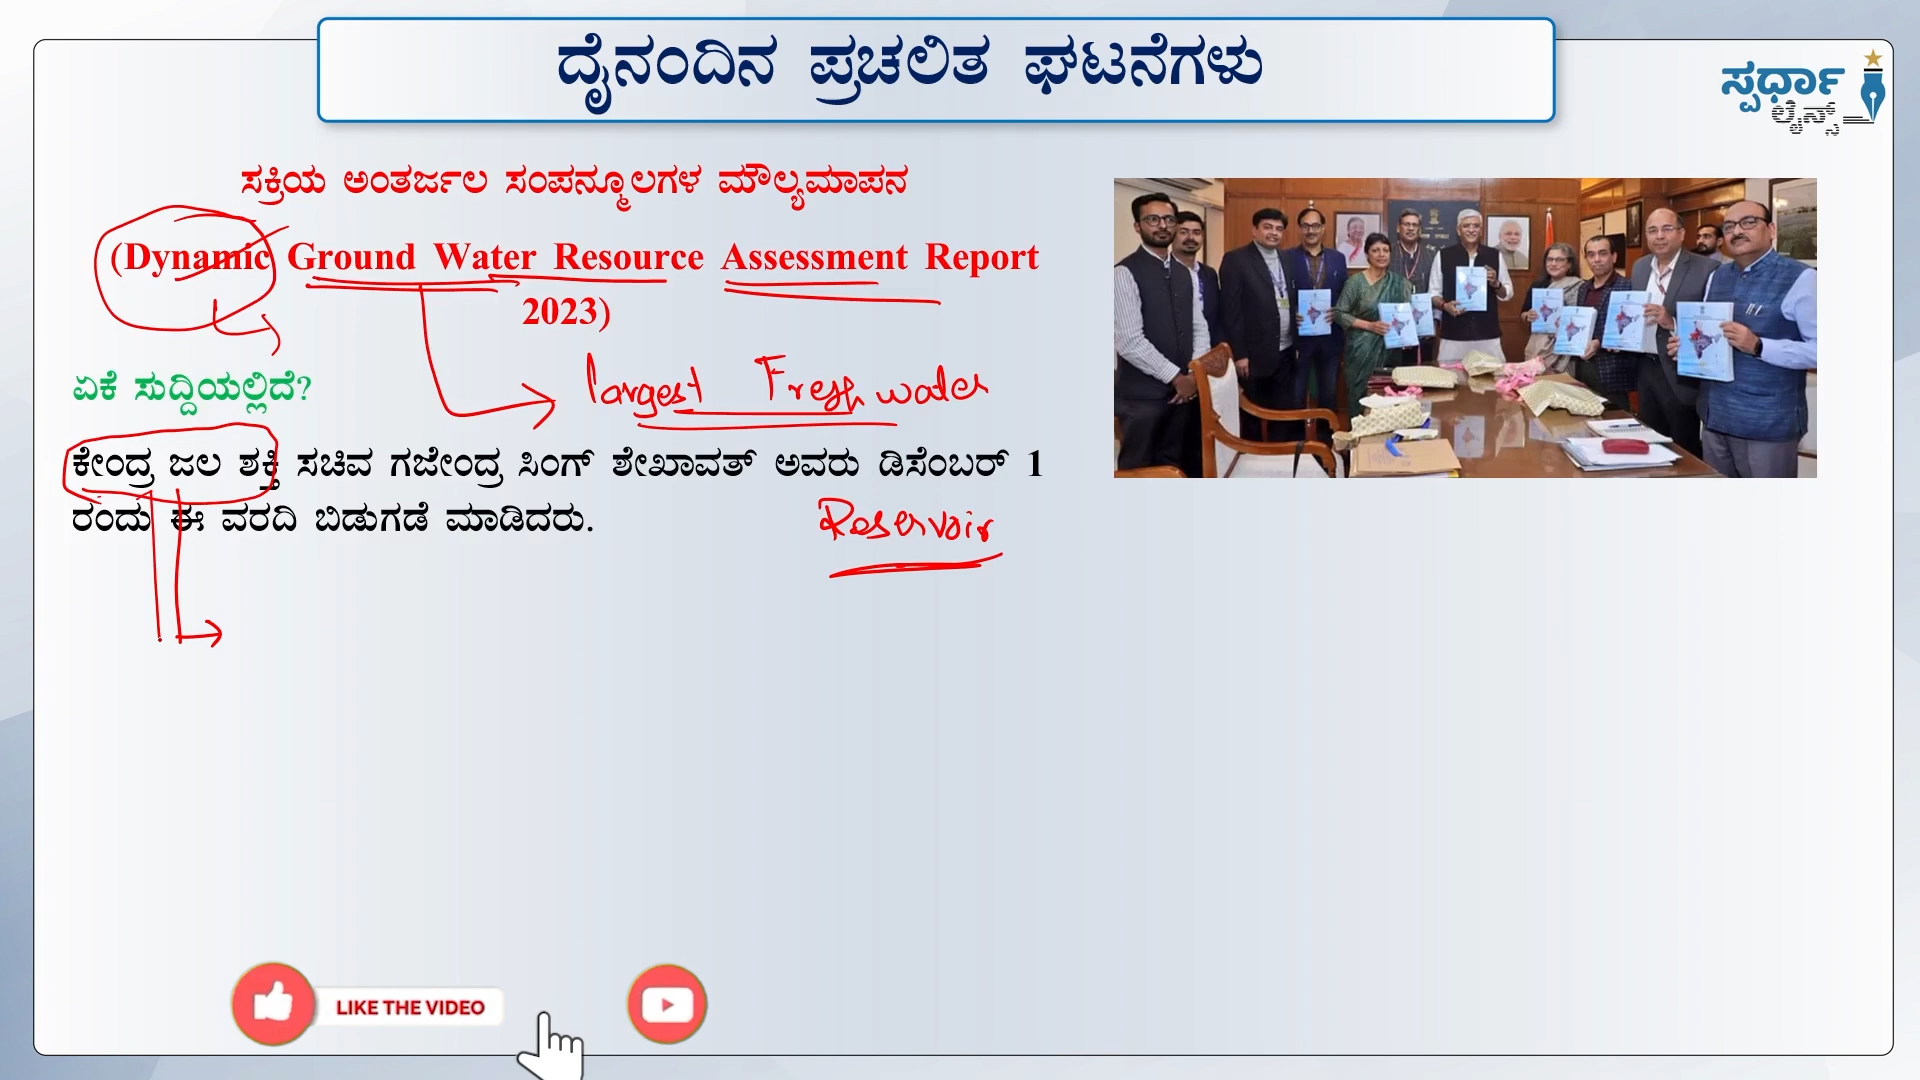 ದೈನಂದಿನ ಪ್ರಚಲಿತ ಘಟನೆಗಳು
ಸ್ಪರ್ಧಾ
ಲೈನ್ಸ್
ಸಕ್ರಿಯ ಅಂತರ್ಜಲ ಸಂಪನ್ಮೂಲಗಳ ಮೌಲ್ಯಮಾಪನ
(Dynamic Ground Water Resource Assessment Report
2023)
largest Fresh water
ಏಕೆ ಸುದ್ದಿಯಲ್ಲಿದೆ?
ಕೇಂದ್ರ ಜಲ ಶಕ್ತಿ ಸಚಿವ ಗಜೇಂದ್ರ ಸಿಂಗ್ ಶೇಖಾವತ್ ಅವರು ಡಿಸೆಂಬರ್ 1
ರಂದು ಈ ವರದಿ ಬಿಡುಗಡೆ ಮಾಡಿದರು.
Reservoir
LIKE THE VIDEO